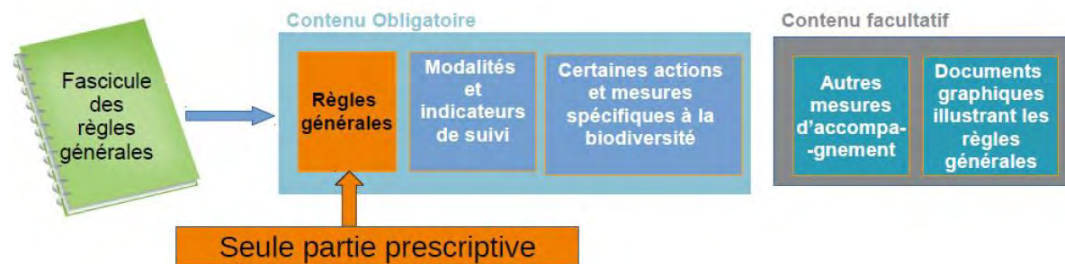 Contenu Obligatoire
Contenu facultatif
Fascicule
des
règles
générales
Règles
générales
Modalités
et
indicateurs
de suivi
Certaines actions
et mesures
spécifiques à la
biodiversité
Autres
mesures
d'accompa-
-gnement
Documents
graphiques
illustrant les
règles
générales
Seule partie prescriptive